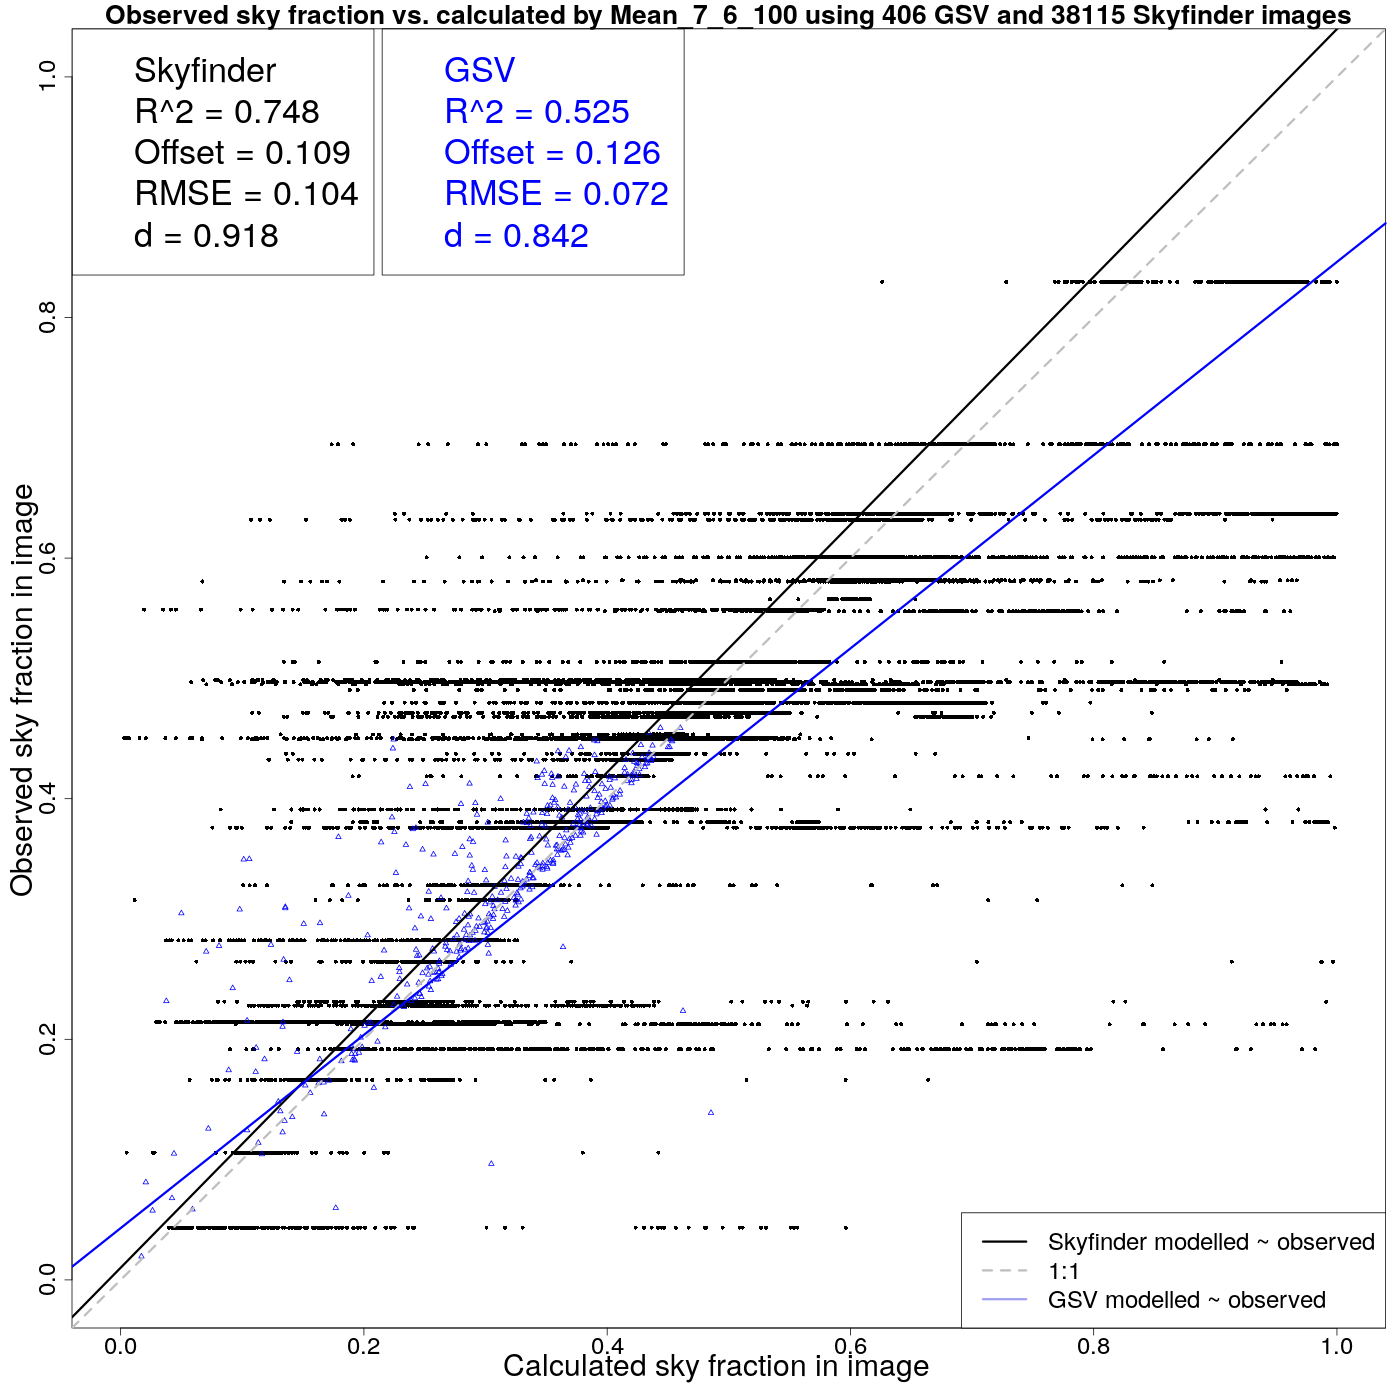 Observed sky fraction vs. calculated by Mean_7_6_100 using 406 GSV and 38115 Skyfinder images
Skyfinder
R^2 = 0.748
Offset = 0.109
RMSE = 0.104
d = 0.918
GSV
R^2 = 0.525
Offset = 0.126
RMSE = 0.072
d = 0.842
Observed sky fraction in image
1.0
0.8
0.6
0.4
0.2
0.0
Skyfinder modelled ~ observed
1:1
GSV modelled ~ observed
0.0 0.2 0.4 0.6 0.8 1.0
Calculated sky fraction in image